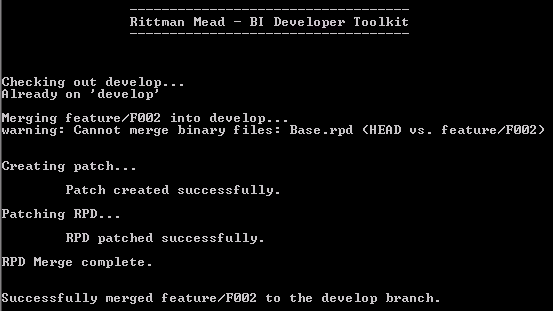 Rittman Mead - BI Developer Toolkit
Checking out develop...
Already on 'develop'
Merging feature/F002 into develop...
warning: Cannot merge binary files: Base.rpd (HEAD vs. feature/F002)
Creating patch...
Patch created successfully.
Patching RPD...
RPD patched successfully.
RPD Merge complete.
Successfully merged feature/F002 to the develop branch.